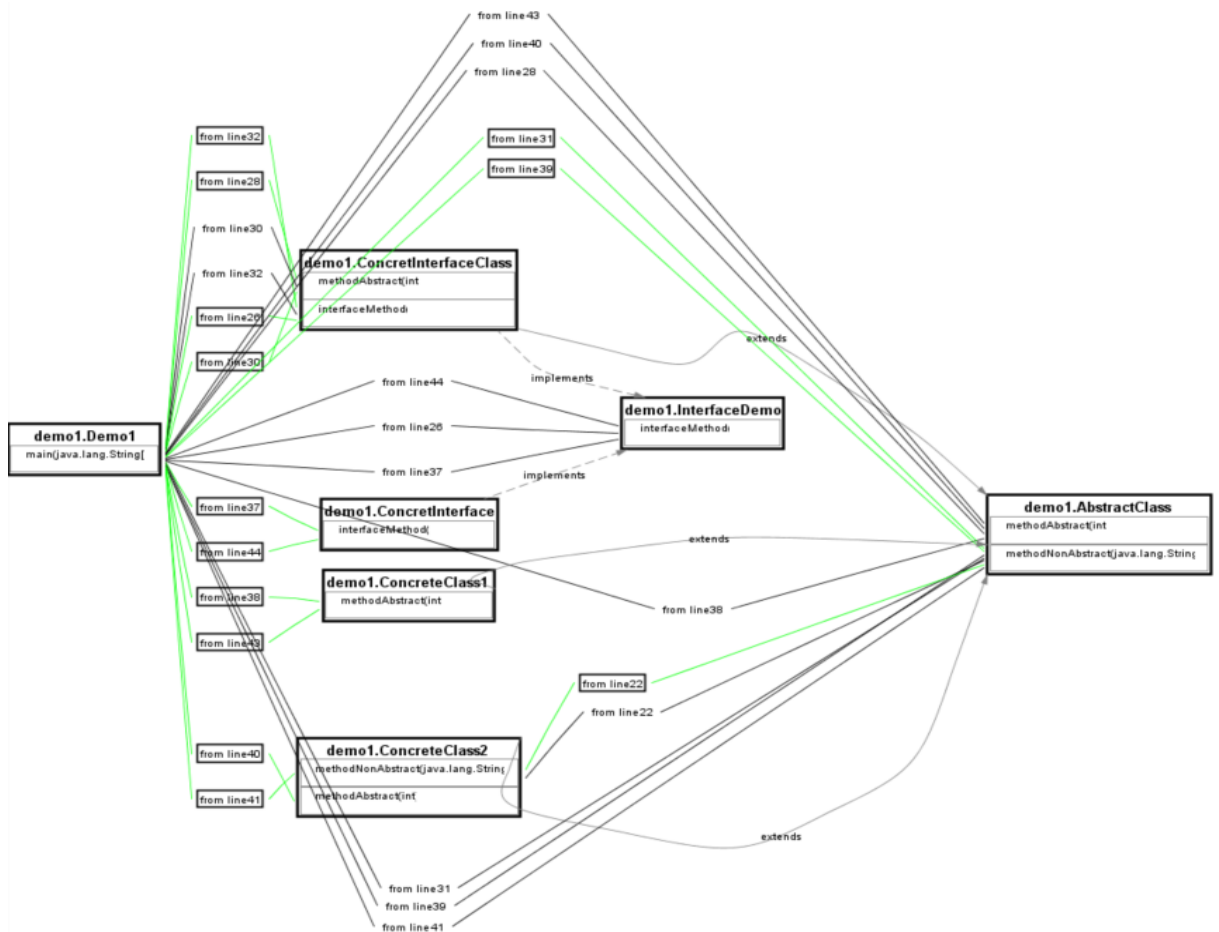 from line43
from line40
from line28
from line32
from line31
from line39
from line28
from line30
demo1.ConcretInterfaceClass
methodAbstract(int
from line32
interfaceMethod(
from line26
extends
from line30
implements
from line44
demo1.InterfaceDemo
interfaceMethod(
from line26
demo1.Demo1
main(java.lang.String[
from line37
implements
from line37
demo1.ConcretInterface
interfaceMethod(
demo1.AbstractClass
methodAbstract(int
methodNonAbstract(java.lang.String
extends
from line44
demo1.ConcreteClass1
methodAbstract(int
from line38
from line38
from line43
from line22
from line22
from line40
demo1.ConcreteClass2
methodNonAbstract(java.lang.String
methodAbstract(int
from line41
extends
from line31
from line39
from line41